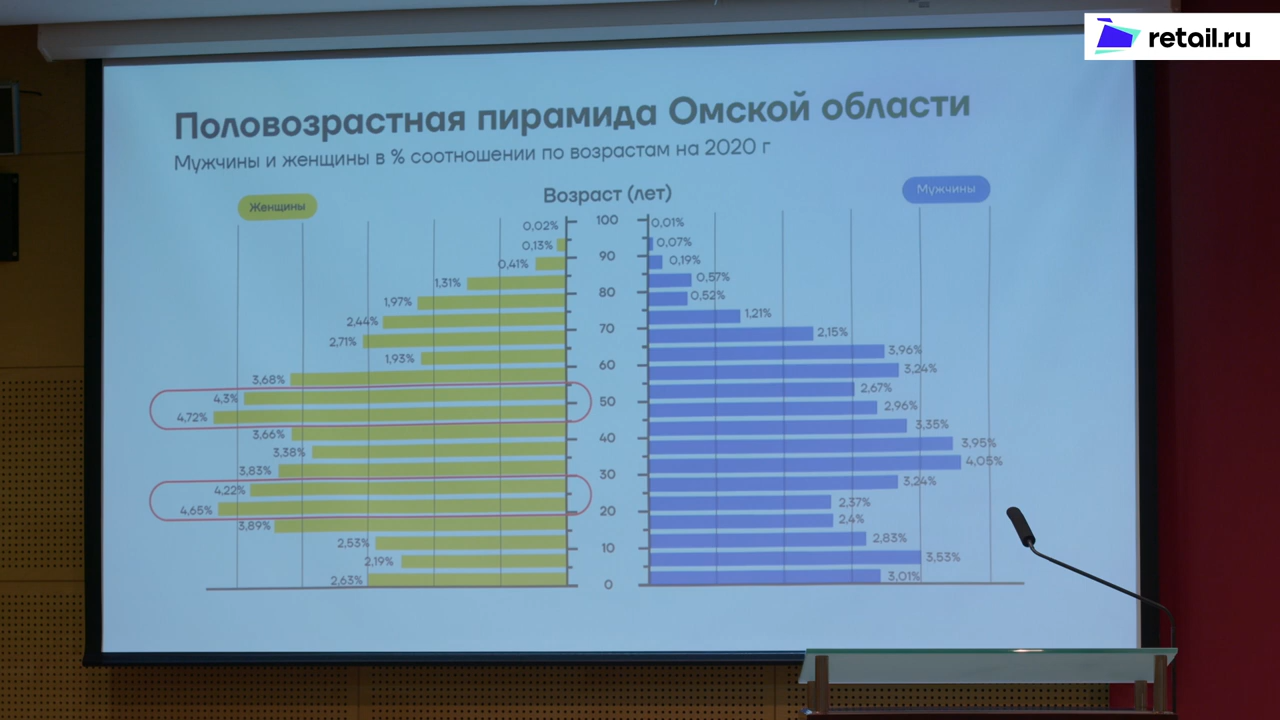 retail.ru
Половозрастная пирамида Омской области
Мужчины и женщины в % соотношении по возрастам на 2020 г
Женщины
Возраст (лет)
Мужчины
0,02% 100 0,01%
0,13% 0,07%
0,41% 90 0,19%
1,31% 0,57%
1,97% 80 0,52%
2,44% 1,21%
2,71% 70 2,15%
1,93% 3,96%
3,68% 60 3,24%
4,3% 2,67%
4,72% 50 2,96%
3,66% 3,35%
3,38% 40 3,95%
3,83% 4,05%
4,22% 30 3,24%
4,65% 2,37%
3,89% 20 2,4%
2,53% 2,83%
2,19% 10 3,53%
2,63% 0 3,01%